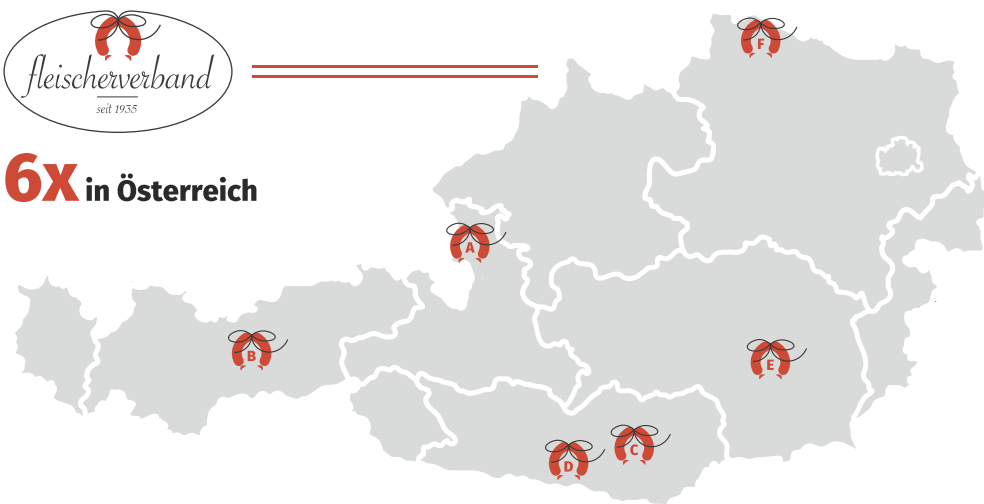 fleischerverband
seit 1935
6x in Österreich
F
A
B
E
C
D